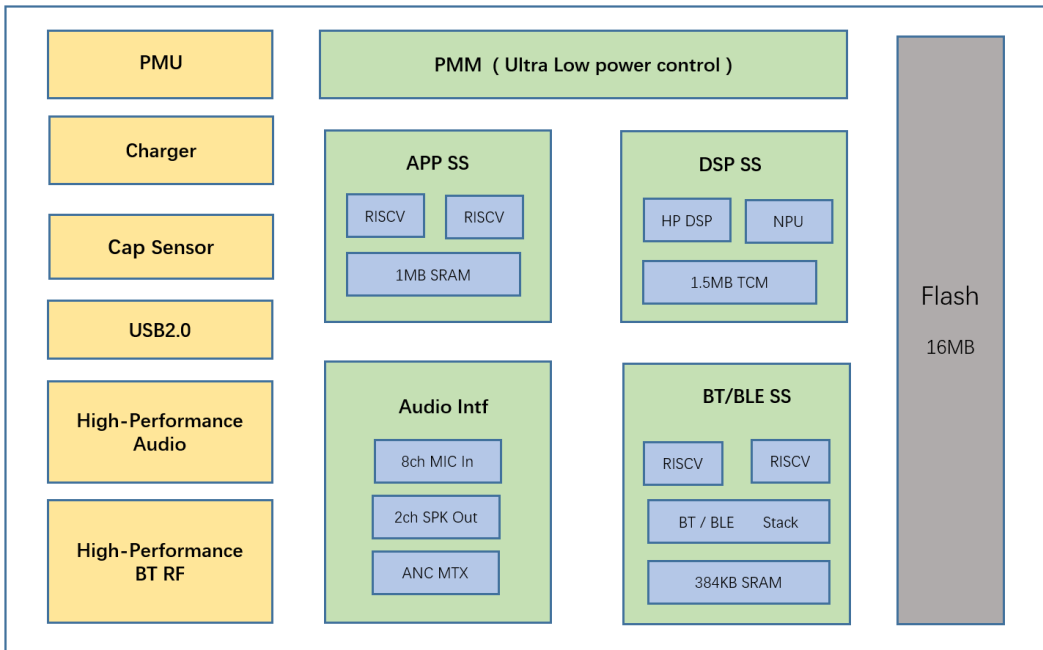 PMU
Charger
Cap Sensor
USB2.0
High-Performance
Audio
High-Performance
BT RF
PMM ( Ultra Low power control )
APP SS
RISCV RISCV
1MB SRAM
DSP SS
HP DSP NPU
1.5MB TCM
Audio Intf
8ch MIC In
2ch SPK Out
ANC MTX
BT/BLE SS
RISCV RISCV
BT / BLE Stack
384KB SRAM
Flash
16MB